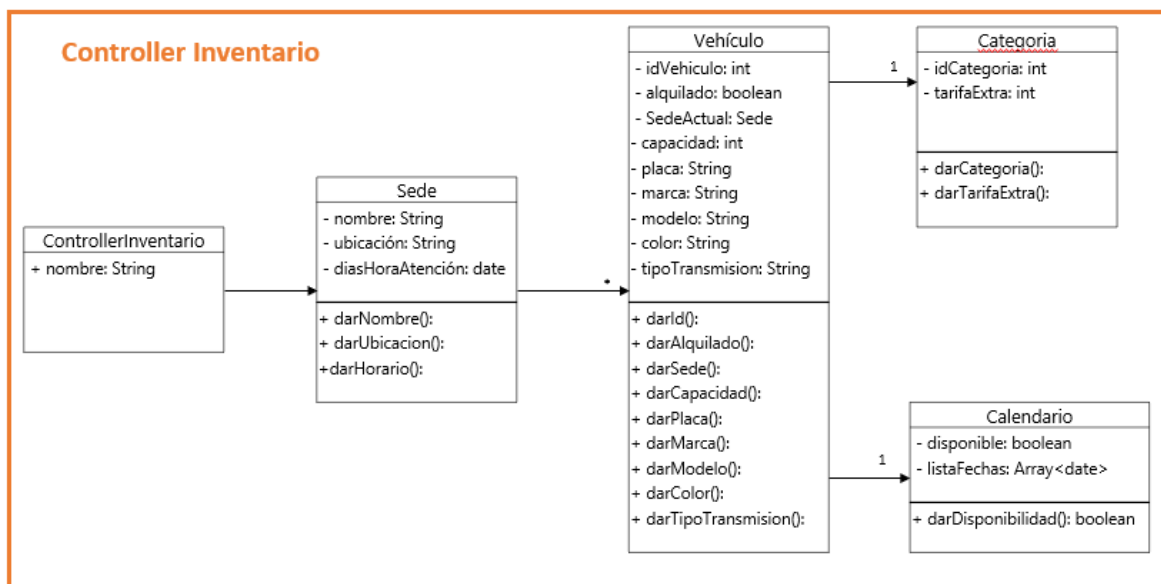 Controller Inventario
ControllerInventario
+ nombre: String
Sede
- nombre: String
- ubicación: String
- diasHoraAtención: date
+ darNombre():
+ darUbicacion():
+darHorario():
*
Vehículo
- idVehiculo: int
- alquilado: boolean
- SedeActual: Sede
- capacidad: int
- placa: String
- marca: String
- modelo: String
- color: String
- tipoTransmision: String
+ darId():
+ darAlquilado():
+ darSede():
+ darCapacidad():
+ darPlaca():
+ darMarca():
+ darModelo():
+ darColor():
+ darTipoTransmision():
1
Categoria
- idCategoria: int
- tarifaExtra: int
+ darCategoria():
+ darTarifaExtra():
1
Calendario
- disponible: boolean
- listaFechas: Array<date>
+ darDisponibilidad(): boolean